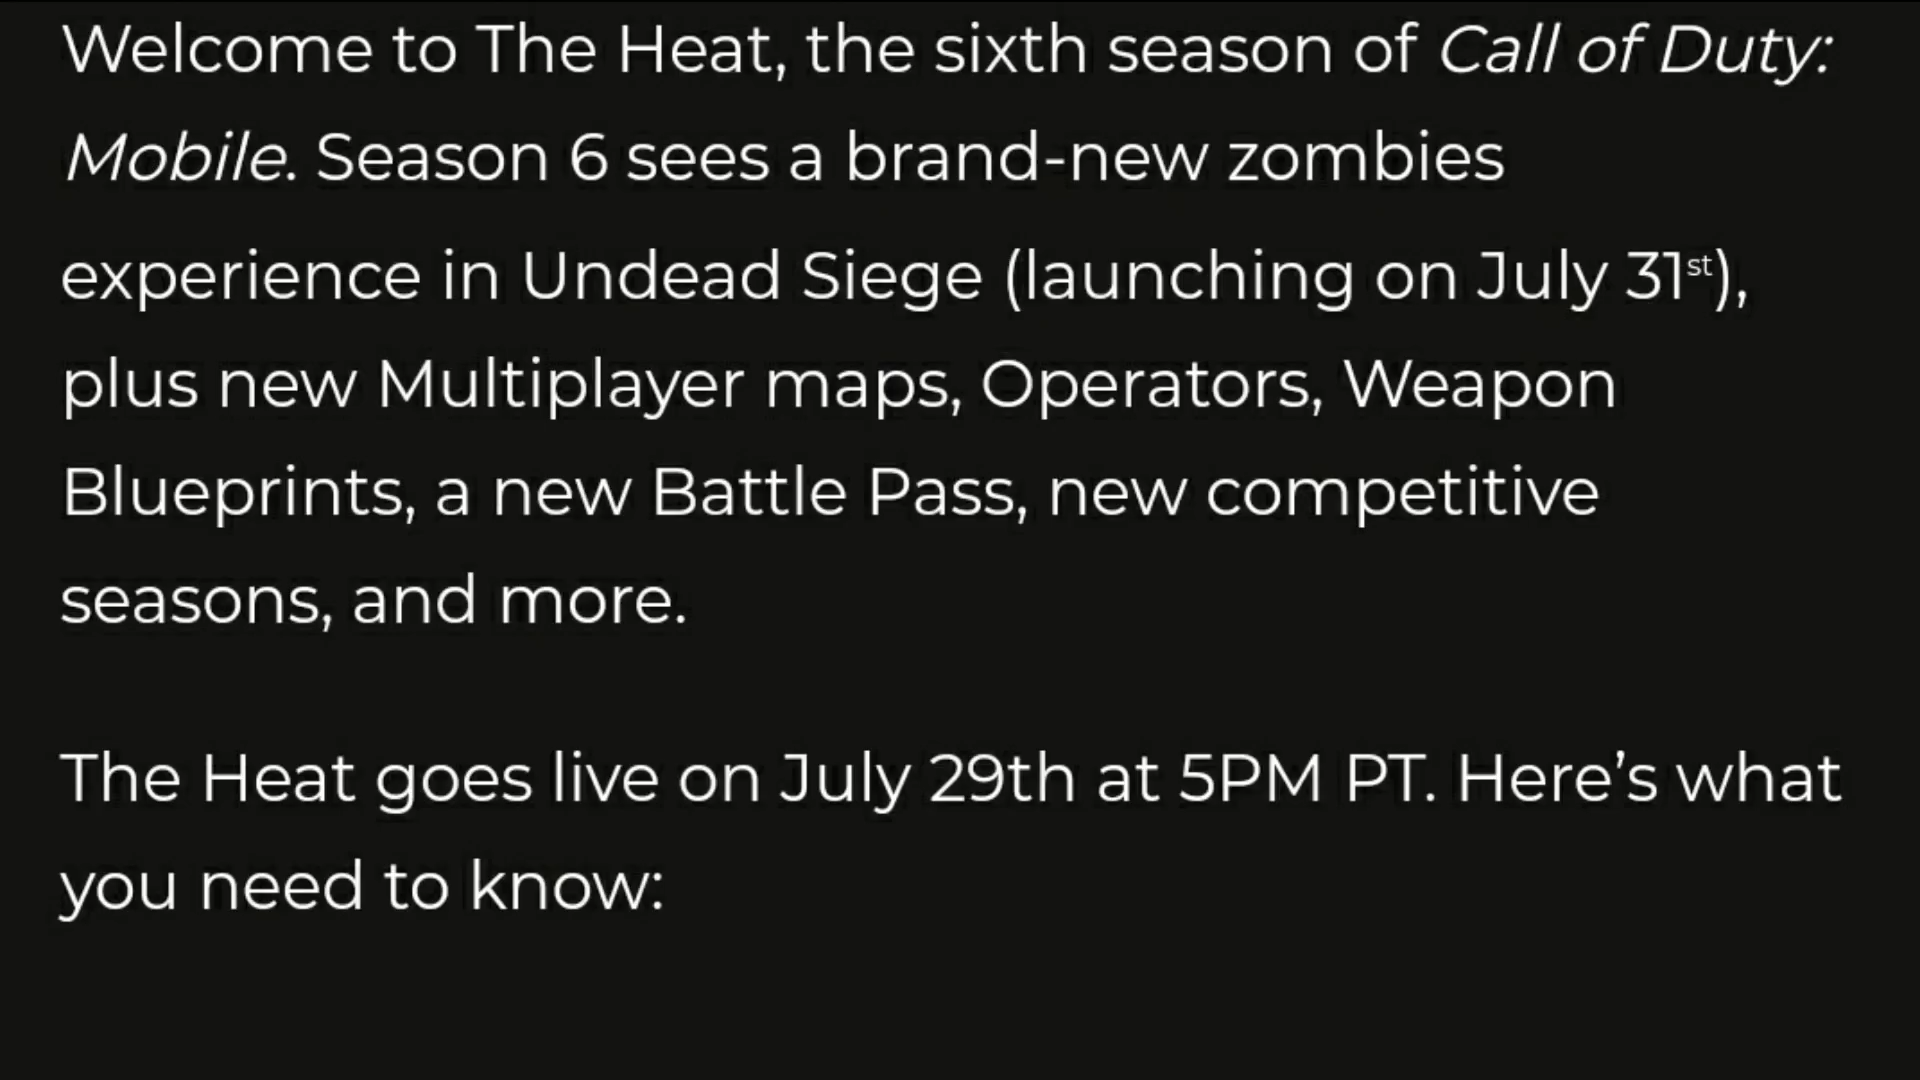 Welcome to The Heat, the sixth season of Call of Duty:
Mobile. Season 6 sees a brand-new zombies
experience in Undead Siege (launching on July 31st),
plus new Multiplayer maps, Operators, Weapon
Blueprints, a new Battle Pass, new competitive
seasons, and more.
The Heat goes live on July 29th at 5PM PT. Here’s what
you need to know: